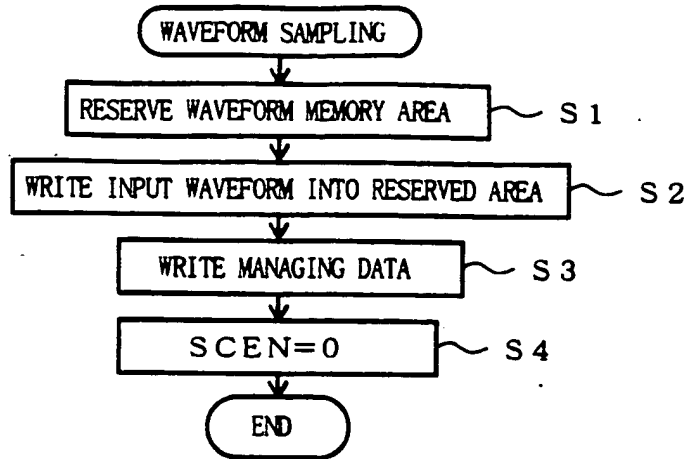 WAVEFORM SAMPLING
RESERVE WAVEFORM MEMORY AREA S1
WRITE INPUT WAVEFORM INTO RESERVED AREA S2
WRITE MANAGING DATA S3
SCEN=0 S4
END